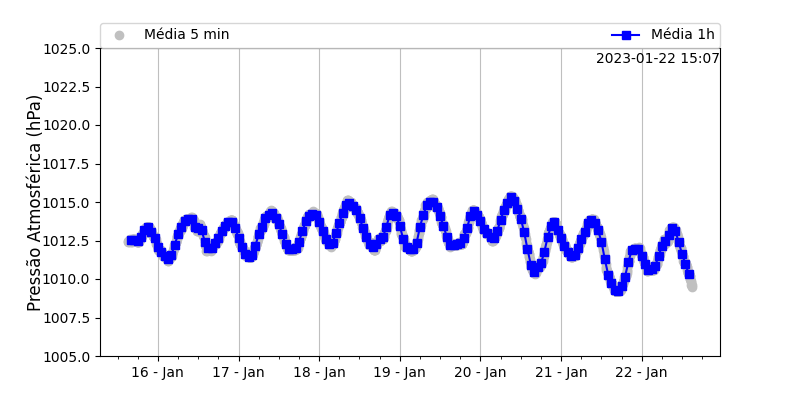 Média 5 min
Média 1h
2023-01-22 15:07
Pressão Atmosférica (hPa)
1025.0
1022.5
1020.0
1017.5
1015.0
1012.5
1010.0
1007.5
1005.0
16 - Jan
17 - Jan
18 - Jan
19 - Jan
20 - Jan
21 - Jan
22 - Jan